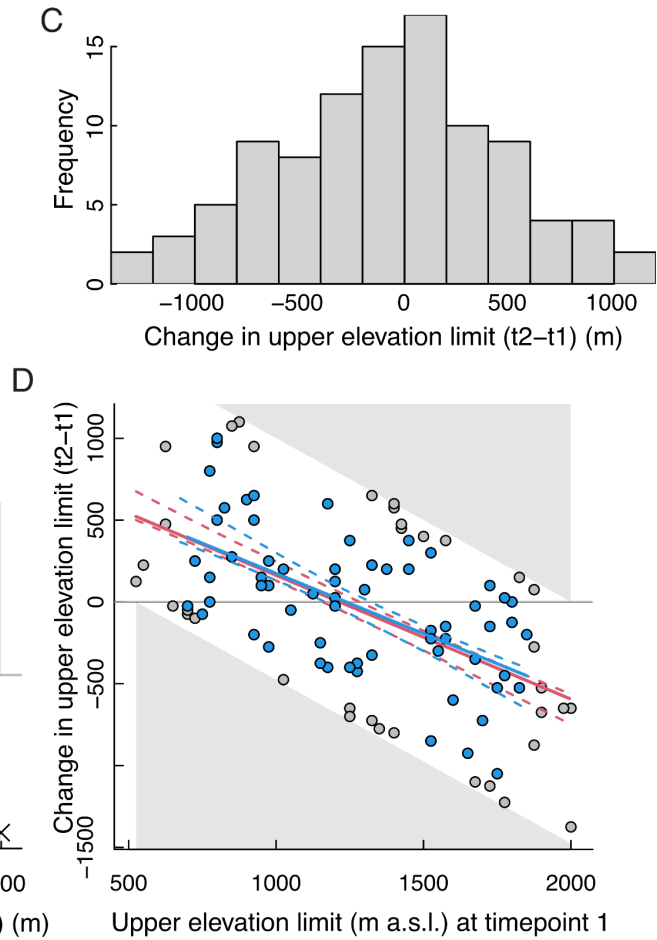 C
Frequency
15
10
5
0
−1000 −500 0 500 1000
Change in upper elevation limit (t2−t1) (m)
D
Change in upper elevation limit (t2−t1)
1000
500
0
−500
−1500
500 1000 1500 2000
00
) (m)
Upper elevation limit (m a.s.l.) at timepoint 1